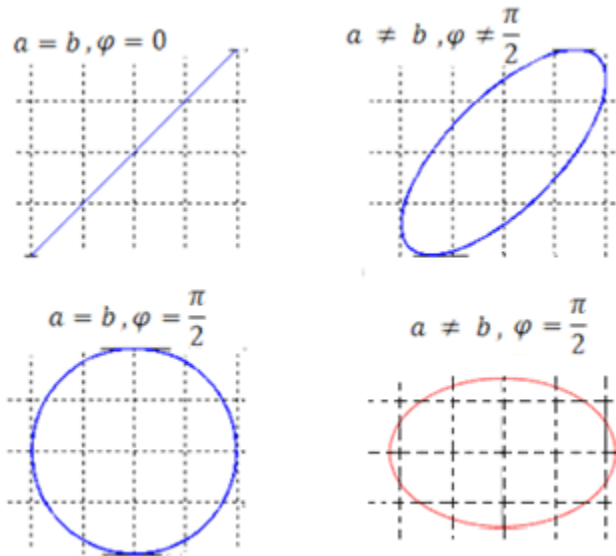 a = b , φ = 0
a ≠ b , φ ≠ π/2
a = b , φ = π/2
a ≠ b , φ = π/2